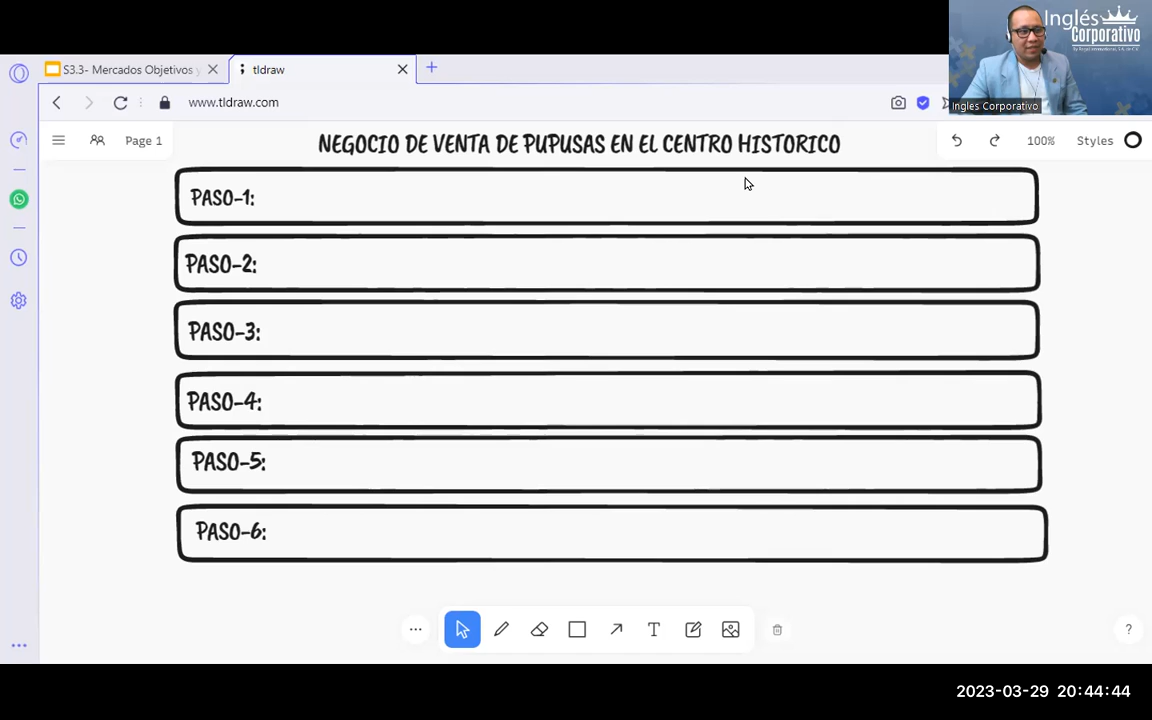 Inglés
Corporativo
Ingles Corporativo
S3.3- Mercados Objetivos y
tldraw
www.tldraw.com
Page 1
NEGOCIO DE VENTA DE PUPUSAS EN EL CENTRO HISTORICO
100%
Styles
PASO-1:
PASO-2:
PASO-3:
PASO-4:
PASO-5:
PASO-6:
T
?
2023-03-29 20:44:44